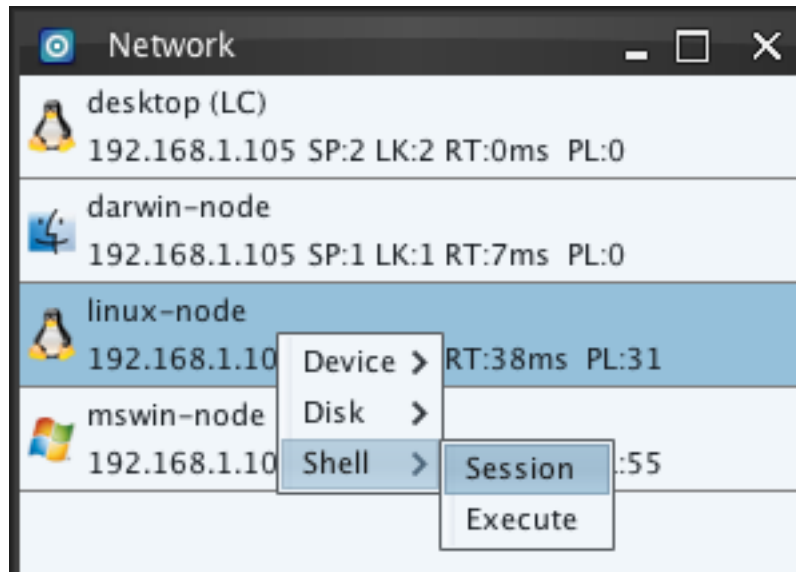 Network
desktop (LC)
192.168.1.105 SP:2 LK:2 RT:0ms PL:0
darwin-node
192.168.1.105 SP:1 LK:1 RT:7ms PL:0
linux-node
192.168.1.10 RT:38ms PL:31
Device
mswin-node
Disk
192.168.1.10 :55
Shell
Session
Execute